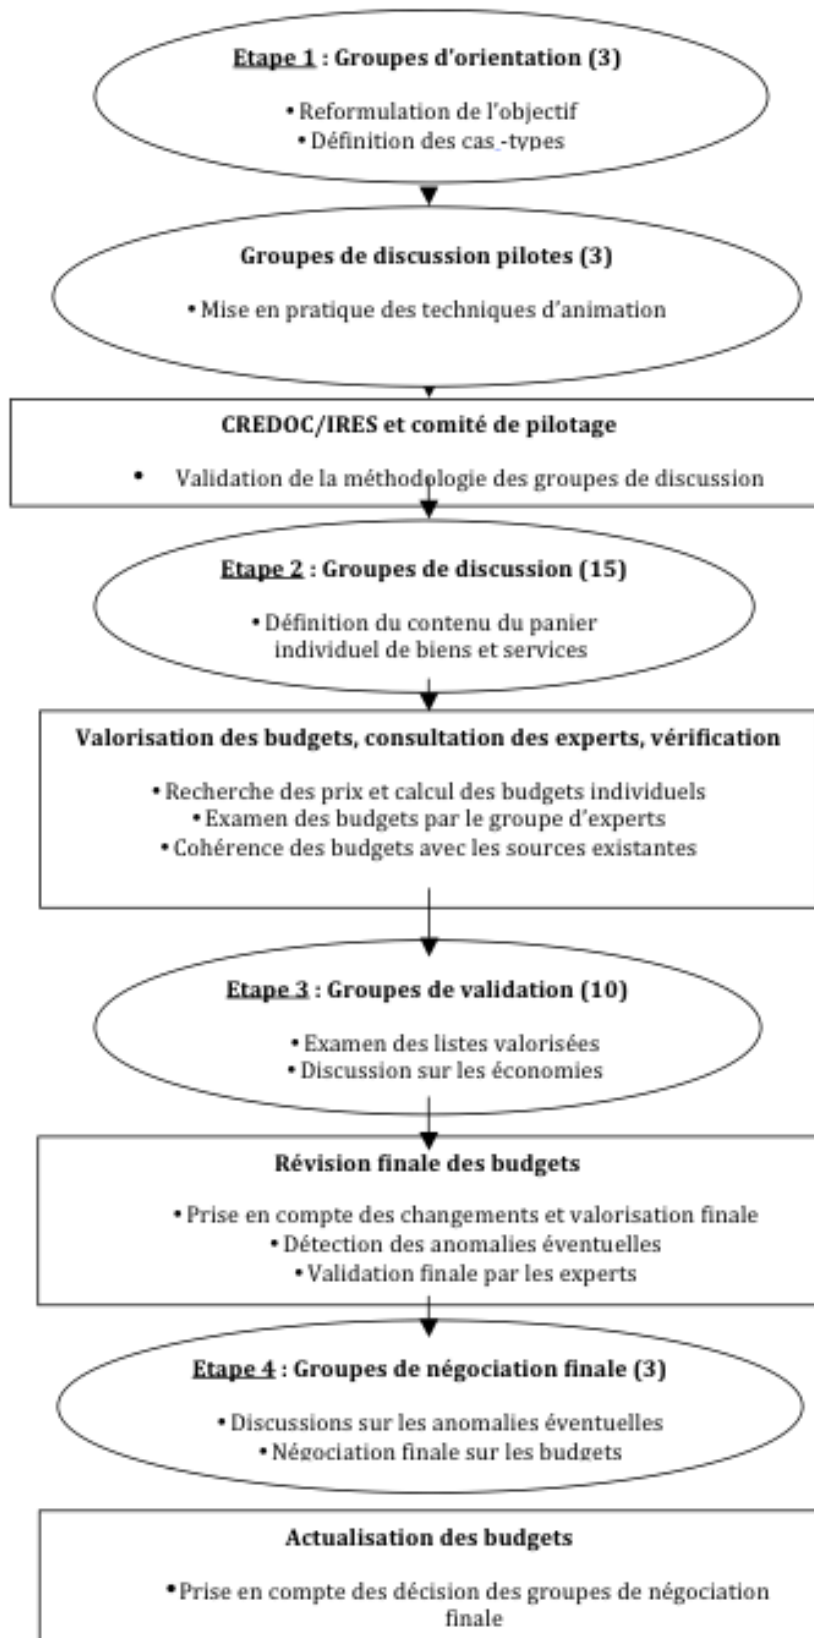 Etape 1 : Groupes d'orientation (3)
• Reformulation de l'objectif
• Définition des cas -types
Groupes de discussion pilotes (3)
• Mise en pratique des techniques d'animation
CREDOC/IRES et comité de pilotage
• Validation de la méthodologie des groupes de discussion
Etape 2 : Groupes de discussion (15)
• Définition du contenu du panier
individuel de biens et services
Valorisation des budgets, consultation des experts, vérification
• Recherche des prix et calcul des budgets individuels
• Examen des budgets par le groupe d'experts
• Cohérence des budgets avec les sources existantes
Etape 3 : Groupes de validation (10)
• Examen des listes valorisées
• Discussion sur les économies
Révision finale des budgets
• Prise en compte des changements et valorisation finale
• Détection des anomalies éventuelles
• Validation finale par les experts
Etape 4 : Groupes de négociation finale (3)
• Discussions sur les anomalies éventuelles
• Négociation finale sur les budgets
Actualisation des budgets
• Prise en compte des décision des groupes de négociation
finale